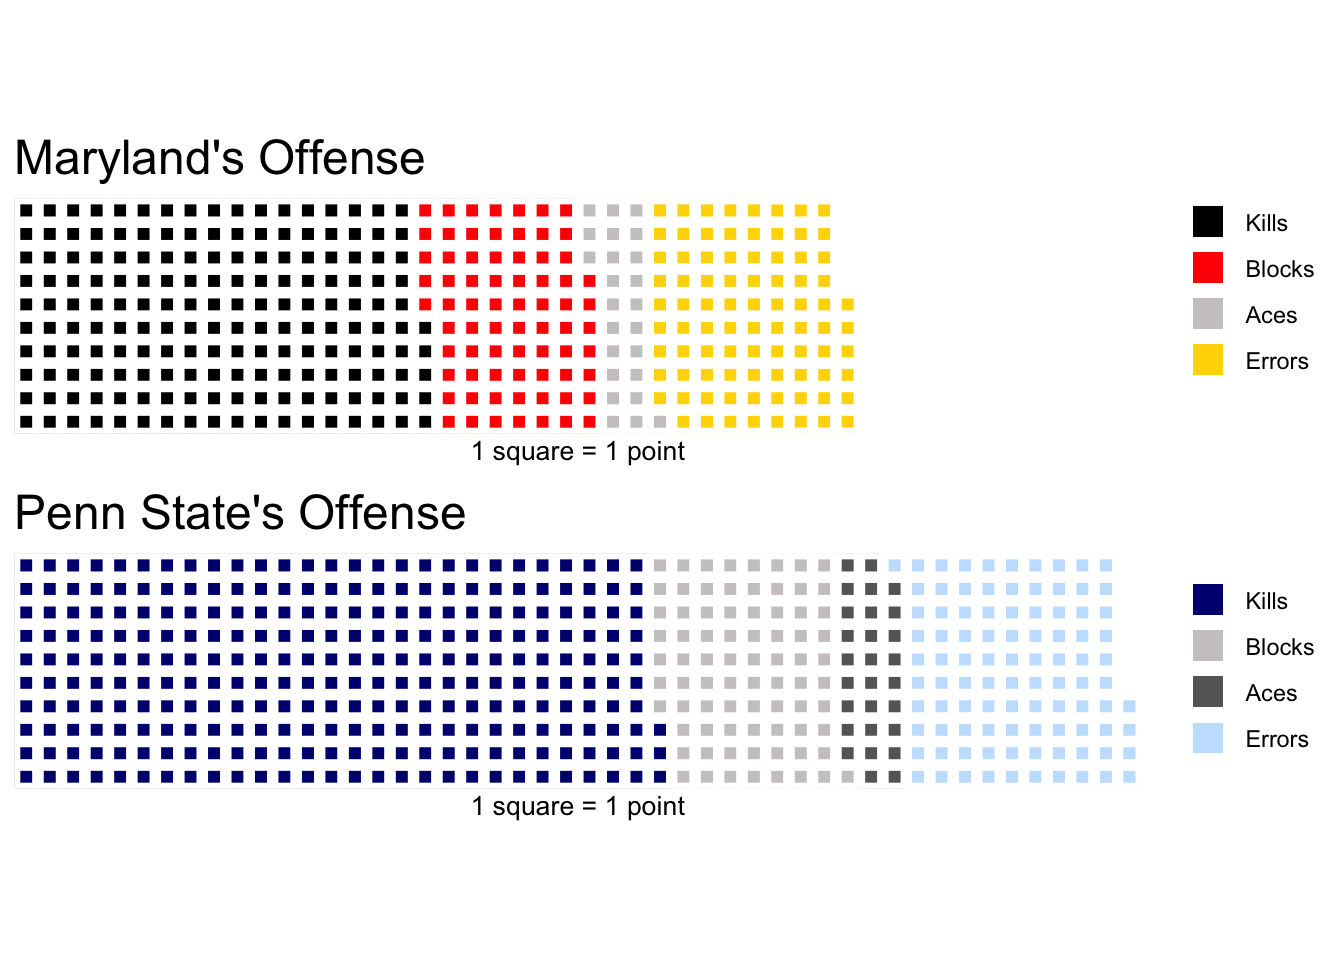 Maryland's Offense
Kills
Blocks
Aces
Errors
1 square = 1 point
Penn State's Offense
Kills
Blocks
Aces
Errors
1 square = 1 point